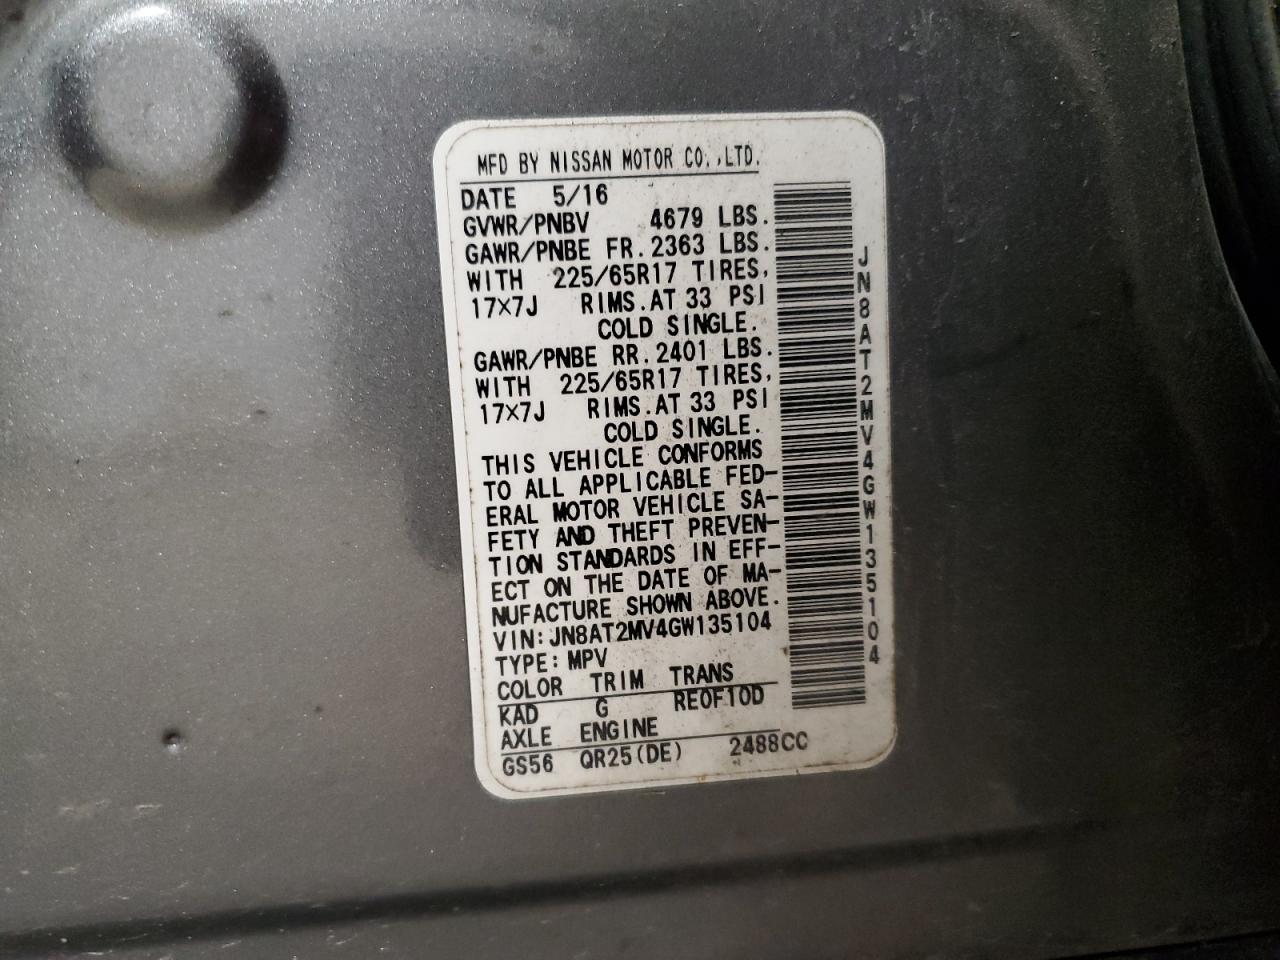 MFD BY NISSAN MOTOR CO.,LTD.
DATE 5/16
GVWR/PNBV 4679 LBS.
GAWR/PNBE FR. 2363 LBS.
WITH 225/65R17 TIRES,
17×7J RIMS. AT 33 PSI
COLD SINGLE.
GAWR/PNBE RR. 2401 LBS.
WITH 225/65R17 TIRES,
17×7J RIMS. AT 33 PSI
COLD SINGLE.
THIS VEHICLE CONFORMS
TO ALL APPLICABLE FED-
ERAL MOTOR VEHICLE SA-
FETY AND THEFT PREVEN-
TION STANDARDS IN EFF-
ECT ON THE DATE OF MA-
NUFACTURE SHOWN ABOVE.
VIN: JN8AT2MV4GW135104
TYPE: MPV
COLOR TRIM TRANS
KAD G RE0F10D
AXLE ENGINE
GS56 QR25(DE) 2488CC
JN8AT2MV4GW135104